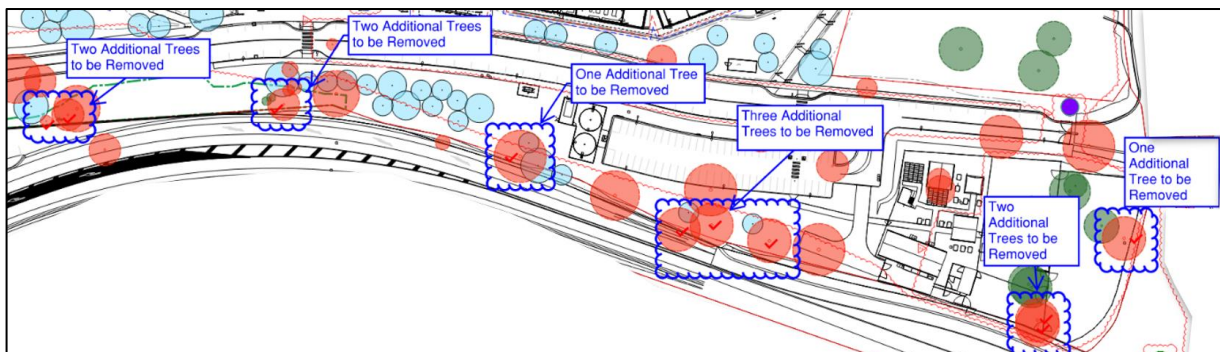 Two Additional Trees
to be Removed
Two Additional Trees
to be Removed
One Additional Tree
to be Removed
Three Additional
Trees to be Removed
One
Additional
Tree to be
Removed
Two
Additional
Trees to be
Removed